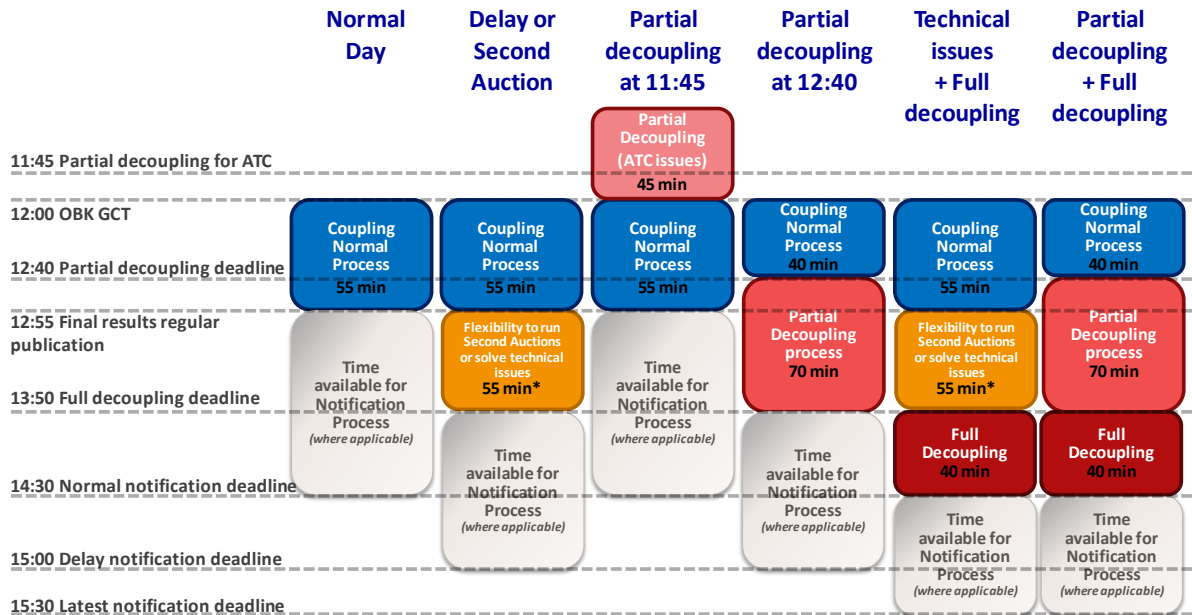 Normal
Day
Delay or
Second
Auction
Partial
decoupling
at 11:45
Partial
decoupling
at 12:40
Technical
issues
+ Full
decoupling
Partial
decoupling
+ Full
decoupling
11:45 Partial decoupling for ATC
12:00 OBK GCT
12:40 Partial decoupling deadline
12:55 Final results regular
publication
13:50 Full decoupling deadline
14:30 Normal notification deadline
15:00 Delay notification deadline
15:30 Latest notification deadline
Coupling
Normal
Process
55 min
Time
available for
Notification
Process
(where applicable)
Coupling
Normal
Process
55 min
Flexibility to run
Second Auctions
or solve technical
issues
55 min*
Time
available for
Notification
Process
(where applicable)
Partial
Decoupling
(ATC issues)
45 min
Coupling
Normal
Process
55 min
Time
available for
Notification
Process
(where applicable)
Coupling
Normal
Process
40 min
Partial
Decoupling
process
70 min
Time
available for
Notification
Process
(where applicable)
Coupling
Normal
Process
55 min
Flexibility to run
Second Auctions
or solve technical
issues
55 min*
Full
Decoupling
40 min
Time
available for
Notification
Process
(where applicable)
Coupling
Normal
Process
40 min
Partial
Decoupling
process
70 min
Full
Decoupling
40 min
Time
available for
Notification
Process
(where applicable)